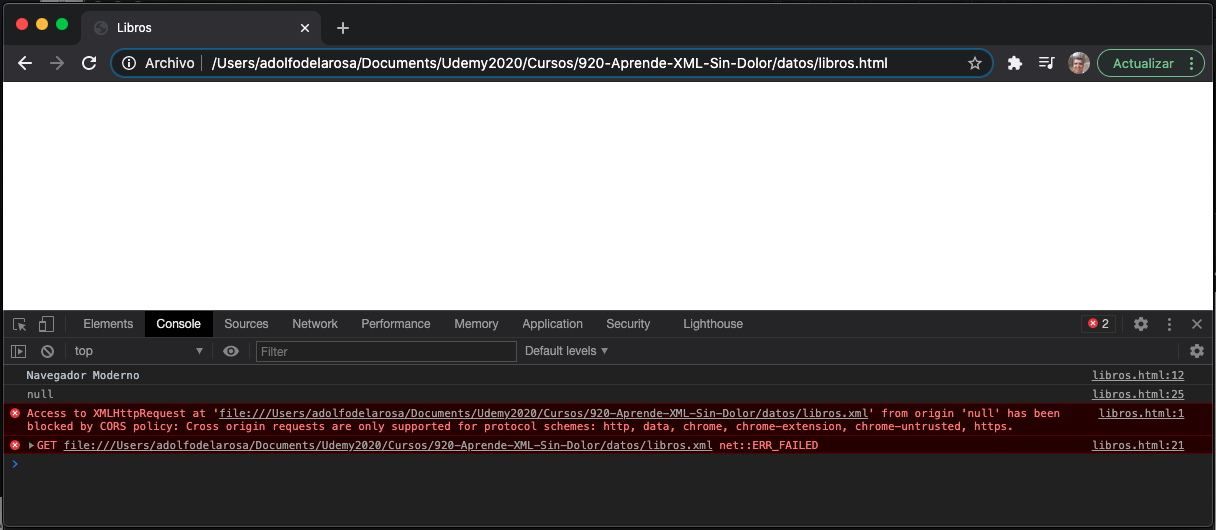 Libros
Archivo /Users/adolfodelarosa/Documents/Udemy2020/Cursos/920-Aprende-XML-Sin-Dolor/datos/libros.html Actualizar
Elements Console Sources Network Performance Memory Application Security Lighthouse 2
top Filter Default levels
Navegador Moderno libros.html:12
null libros.html:25
Access to XMLHttpRequest at 'file:///Users/adolfodelarosa/Documents/Udemy2020/Cursos/920-Aprende-XML-Sin-Dolor/datos/libros.xml' from origin 'null' has been libros.html:1
blocked by CORS policy: Cross origin requests are only supported for protocol schemes: http, data, chrome, chrome-extension, chrome-untrusted, https.
GET file:///Users/adolfodelarosa/Documents/Udemy2020/Cursos/920-Aprende-XML-Sin-Dolor/datos/libros.xml net::ERR_FAILED libros.html:21